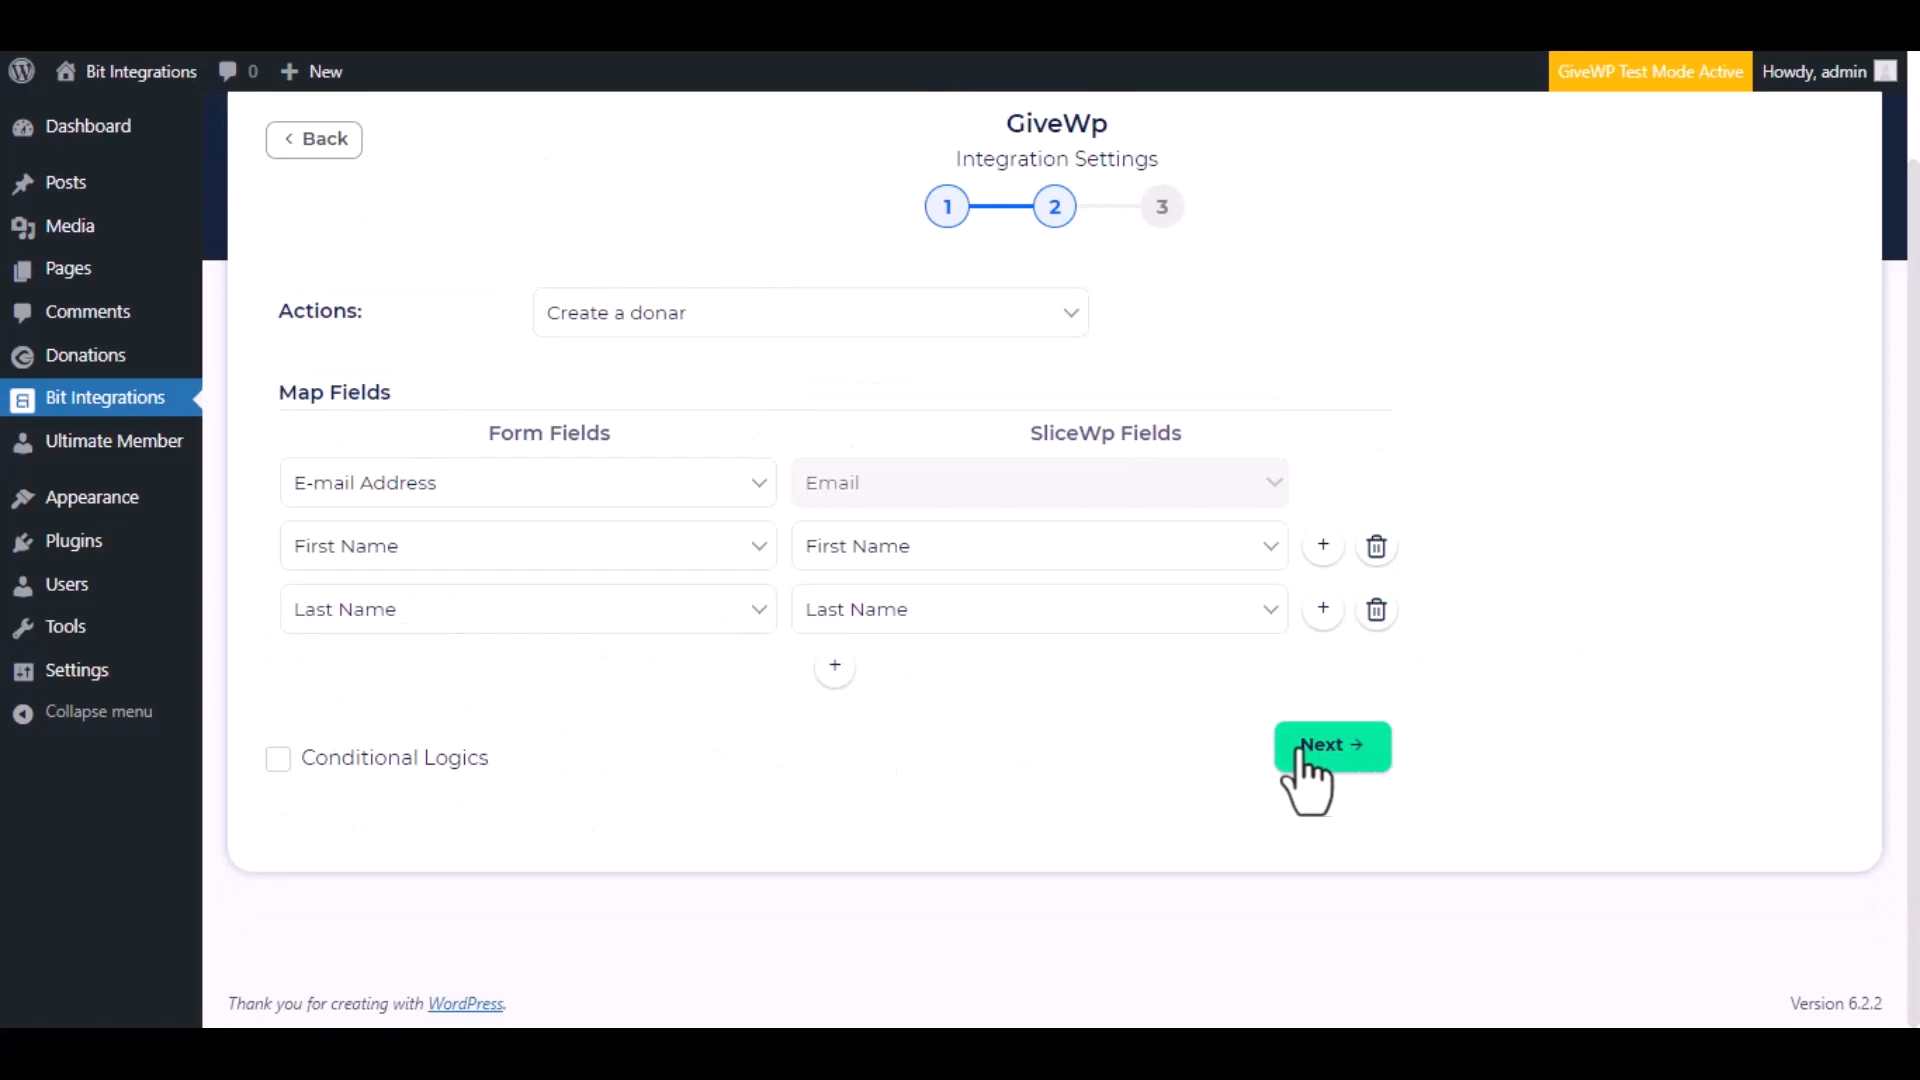 Bit Integrations
0
New
GiveWP Test Mode Active
Howdy, admin
Dashboard
Posts
Media
Pages
Comments
Donations
Bit Integrations
Ultimate Member
Appearance
Plugins
Users
Tools
Settings
Collapse menu
Back
GiveWp
Integration Settings
1 2 3
Actions:
Create a donar
Map Fields
Form Fields
SliceWp Fields
E-mail Address
Email
First Name
First Name
+
Last Name
Last Name
+
+
Conditional Logics
Next →
Thank you for creating with WordPress.
Version 6.2.2